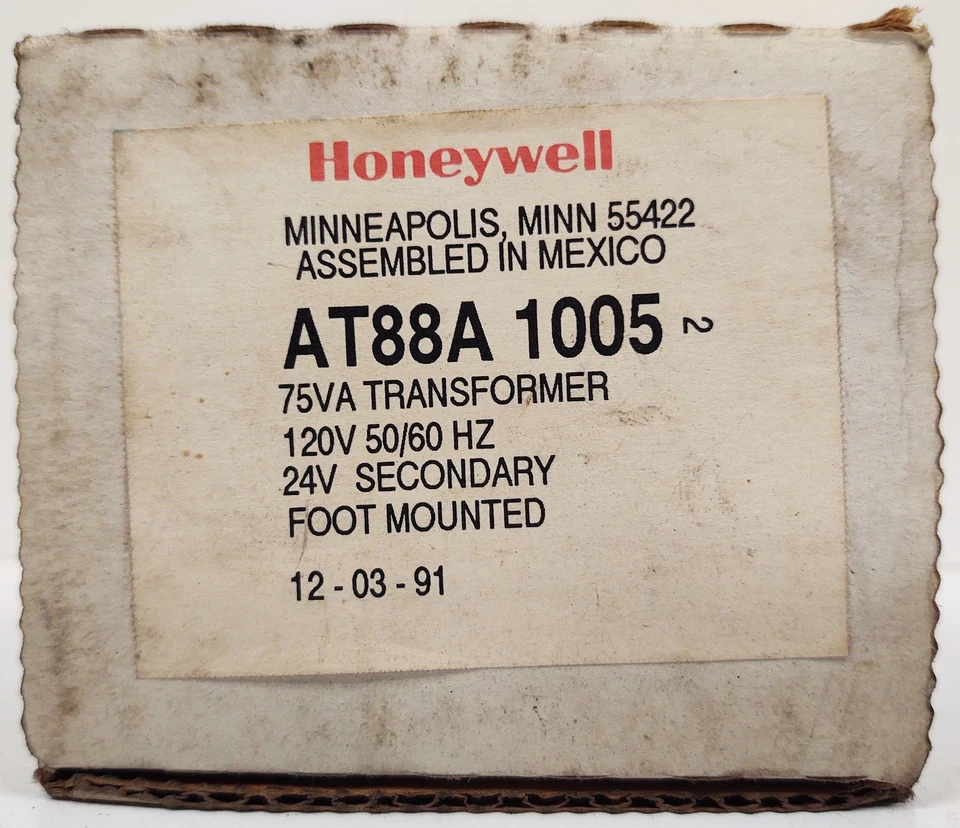 Honeywell
MINNEAPOLIS, MINN 55422
ASSEMBLED IN MEXICO
AT88A 1005 2
75VA TRANSFORMER
120V 50/60 HZ
24V SECONDARY
FOOT MOUNTED
12 - 03 - 91